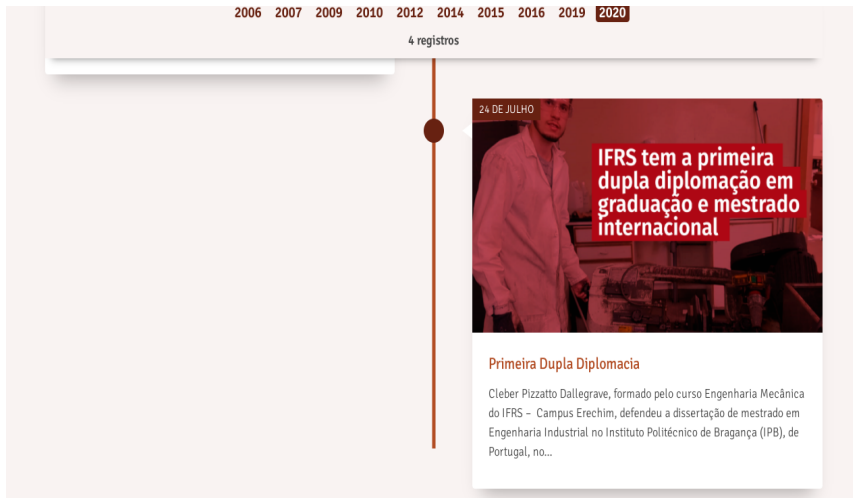 2006 2007 2009 2010 2012 2014 2015 2016 2019 2020
4 registros
24 DE JULHO
IFRS tem a primeira
dupla diplomação em
graduação e mestrado
internacional
Primeira Dupla Diplomacia
Cleber Pizzatto Dallegrave, formado pelo curso Engenharia Mecânica
do IFRS – Campus Erechim, defendeu a dissertação de mestrado em
Engenharia Industrial no Instituto Politécnico de Bragança (IPB), de
Portugal, no...